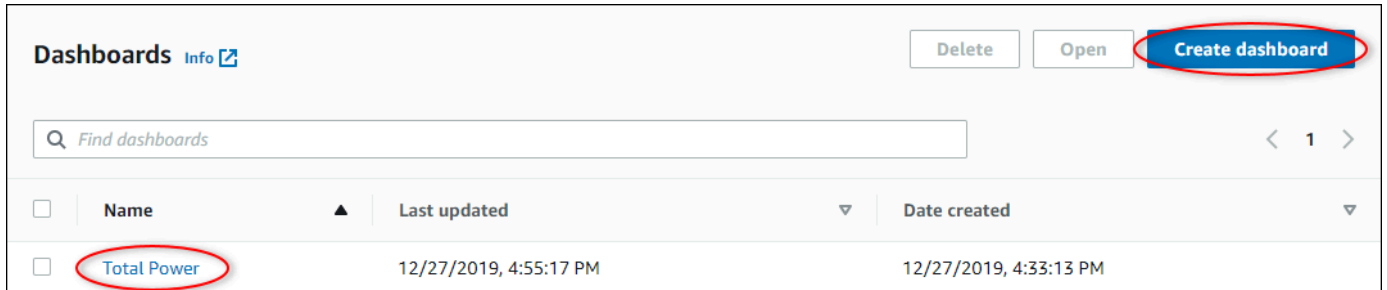 Dashboards Info
Delete Open Create dashboard
Find dashboards
1
Name Last updated Date created
Total Power 12/27/2019, 4:55:17 PM 12/27/2019, 4:33:13 PM